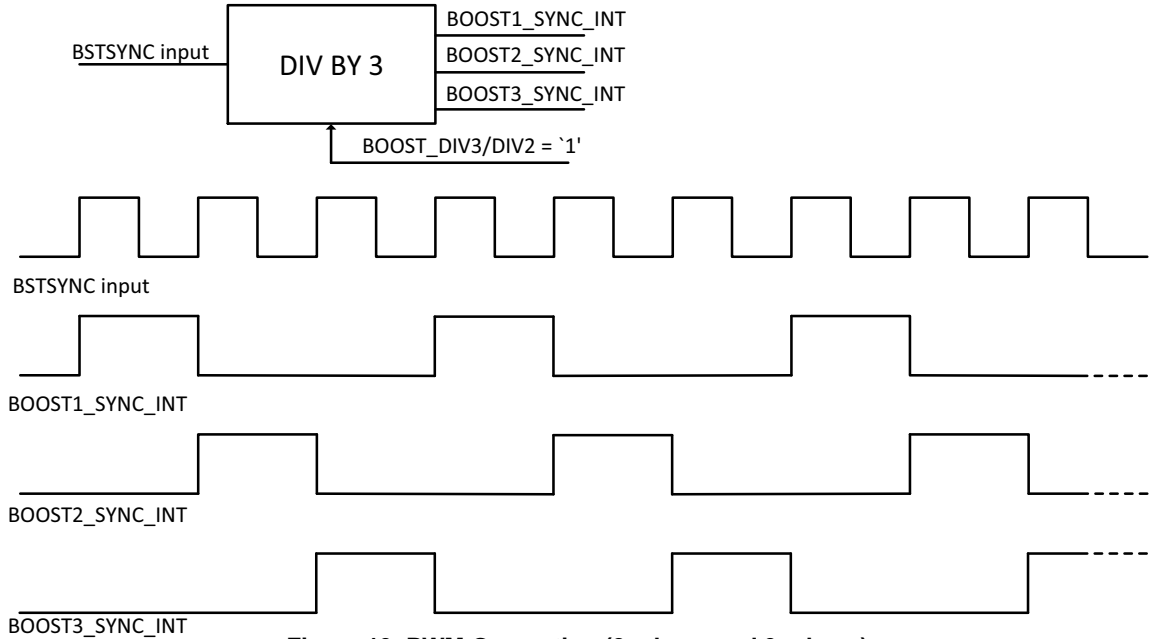 BOOST1_SYNC_INT
BSTSYNC input
DIV BY 3
BOOST2_SYNC_INT
BOOST3_SYNC_INT
BOOST_DIV3/DIV2 = `1'
BSTSYNC input
BOOST1_SYNC_INT
BOOST2_SYNC_INT
BOOST3_SYNC_INT